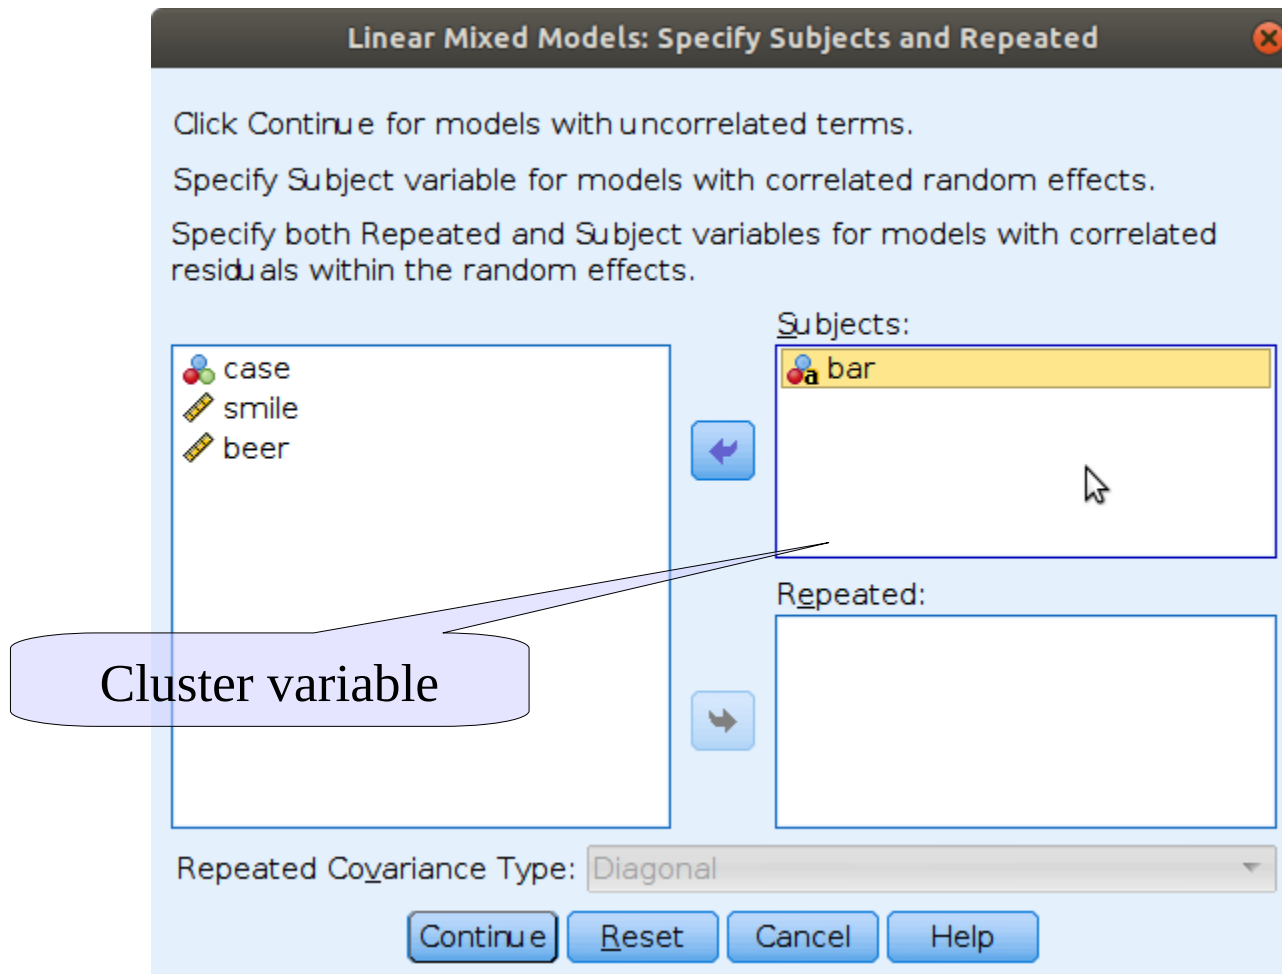 Linear Mixed Models: Specify Subjects and Repeated
Click Continue for models with uncorrelated terms.
Specify Subject variable for models with correlated random effects.
Specify both Repeated and Subject variables for models with correlated
residuals within the random effects.
Subjects:
case
smile
beer
a bar
Repeated:
Cluster variable
Repeated Covariance Type: Diagonal
Continue Reset Cancel Help